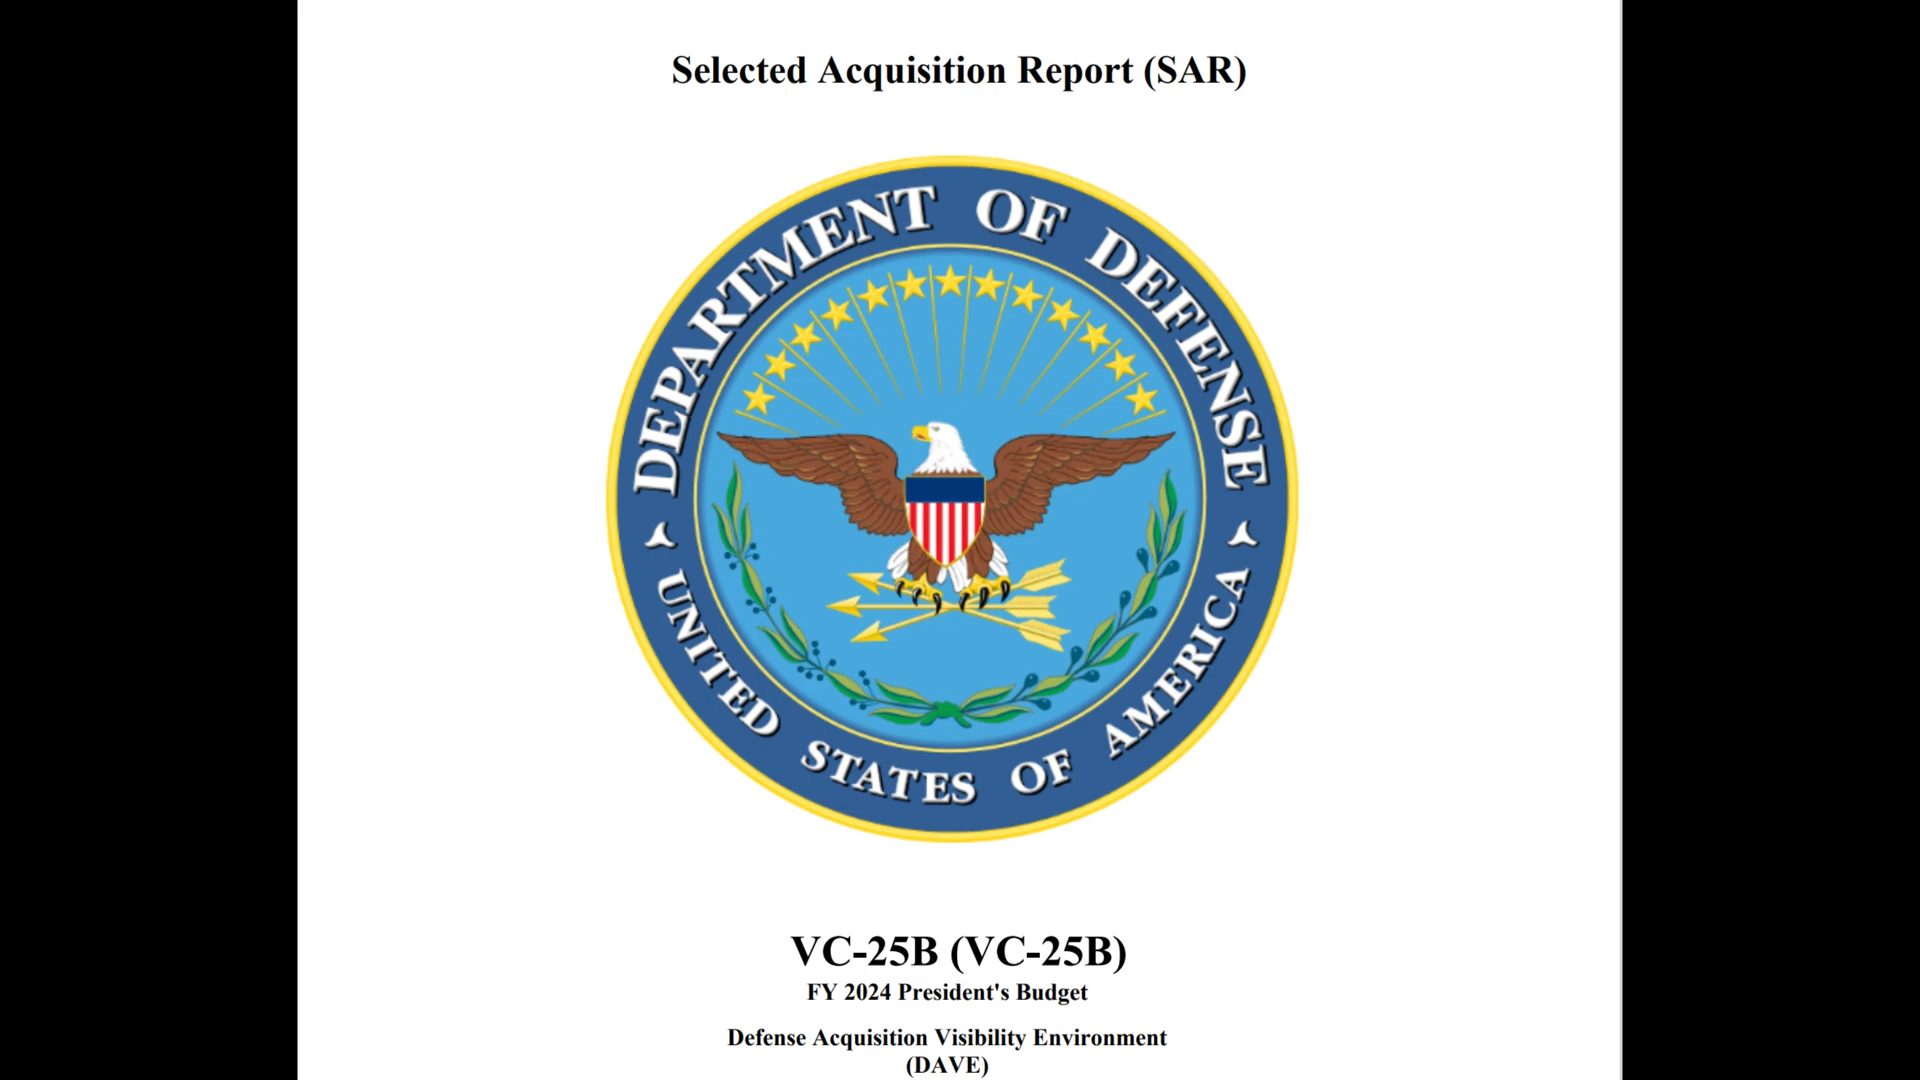 Selected Acquisition Report (SAR)
DEPARTMENT OF DEFENSE
UNITED STATES OF AMERICA
VC-25B (VC-25B)
FY 2024 President's Budget
Defense Acquisition Visibility Environment
(DAVE)